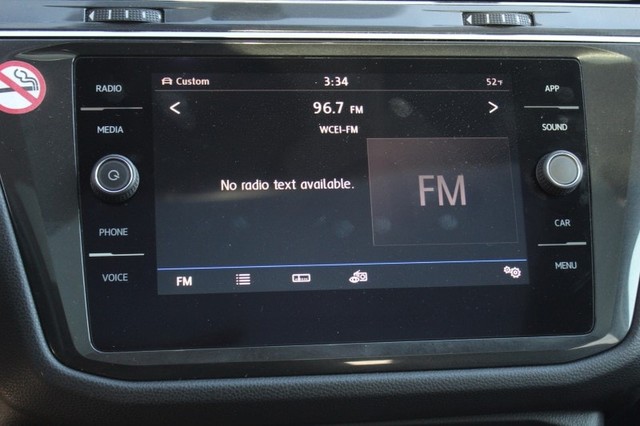 RADIO
MEDIA
PHONE
VOICE
Custom 3:34 52°F
96.7 FM
WCEI-FM
No radio text available.
FM
FM
APP
SOUND
CAR
MENU